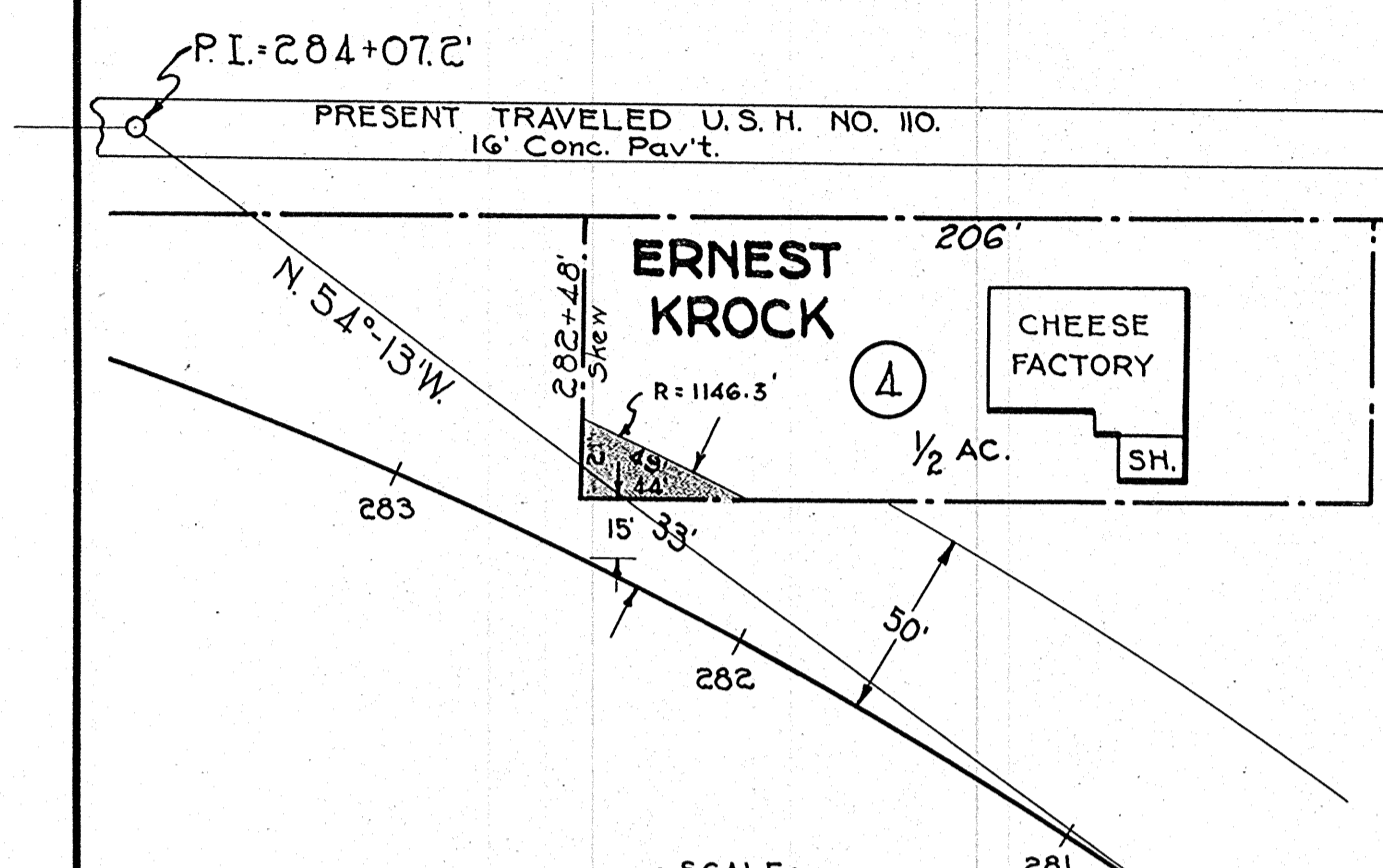 P.I.=284+07.2'
PRESENT TRAVELED U.S.H. NO. 110.
16' Conc. Pav't.
206'
ERNEST
KROCK
282+48'
Skew
N. 54°-13'W.
CHEESE
FACTORY
R=1146.3'
4
1/2 AC.
SH.
21'
49'
44'
15'
33'
283
50'
282
SCALE
281